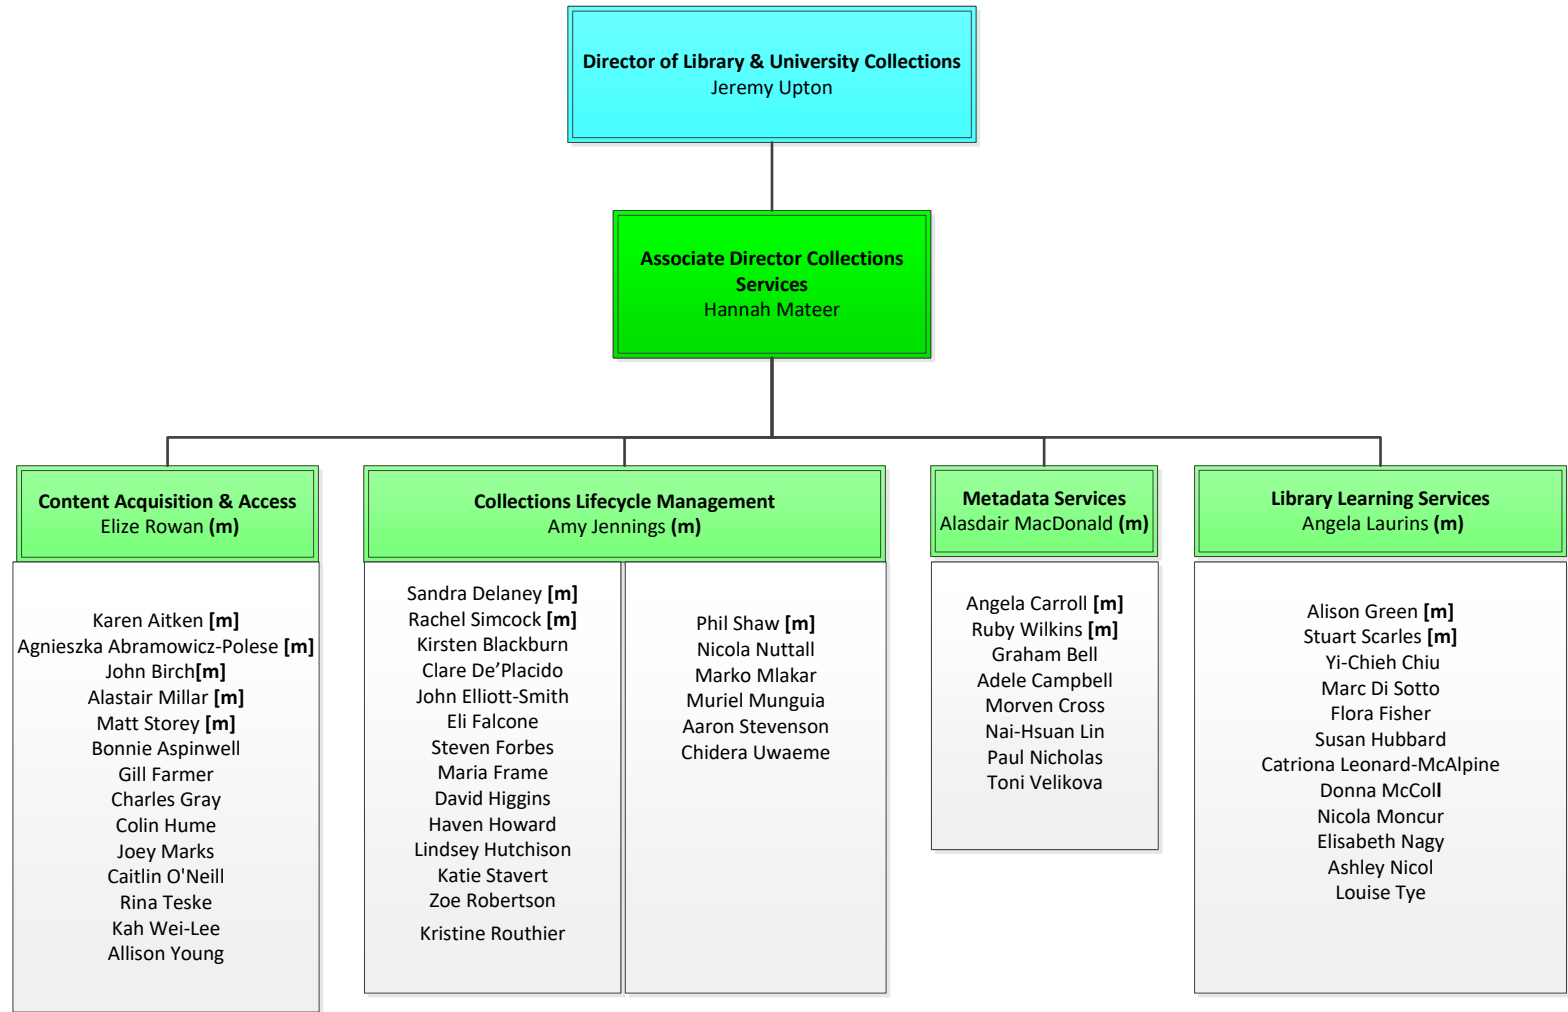 Director of Library & University Collections
Jeremy Upton
Associate Director Collections
Services
Hannah Mateer
Content Acquisition & Access
Elize Rowan (m)
Karen Aitken [m]
Agnieszka Abramowicz-Polese [m]
John Birch[m]
Alastair Millar [m]
Matt Storey [m]
Bonnie Aspinwell
Gill Farmer
Charles Gray
Colin Hume
Joey Marks
Caitlin O'Neill
Rina Teske
Kah Wei-Lee
Allison Young
Collections Lifecycle Management
Amy Jennings (m)
Sandra Delaney [m]
Rachel Simcock [m]
Kirsten Blackburn
Clare De’Placido
John Elliott-Smith
Eli Falcone
Steven Forbes
Maria Frame
David Higgins
Haven Howard
Lindsey Hutchison
Katie Stavert
Zoe Robertson
Kristine Routhier
Phil Shaw [m]
Nicola Nuttall
Marko Mlakar
Muriel Munguia
Aaron Stevenson
Chidera Uwaeme
Metadata Services
Alasdair MacDonald (m)
Angela Carroll [m]
Ruby Wilkins [m]
Graham Bell
Adele Campbell
Morven Cross
Nai-Hsuan Lin
Paul Nicholas
Toni Velikova
Library Learning Services
Angela Laurins (m)
Alison Green [m]
Stuart Scarles [m]
Yi-Chieh Chiu
Marc Di Sotto
Flora Fisher
Susan Hubbard
Catriona Leonard-McAlpine
Donna McColl
Nicola Moncur
Elisabeth Nagy
Ashley Nicol
Louise Tye